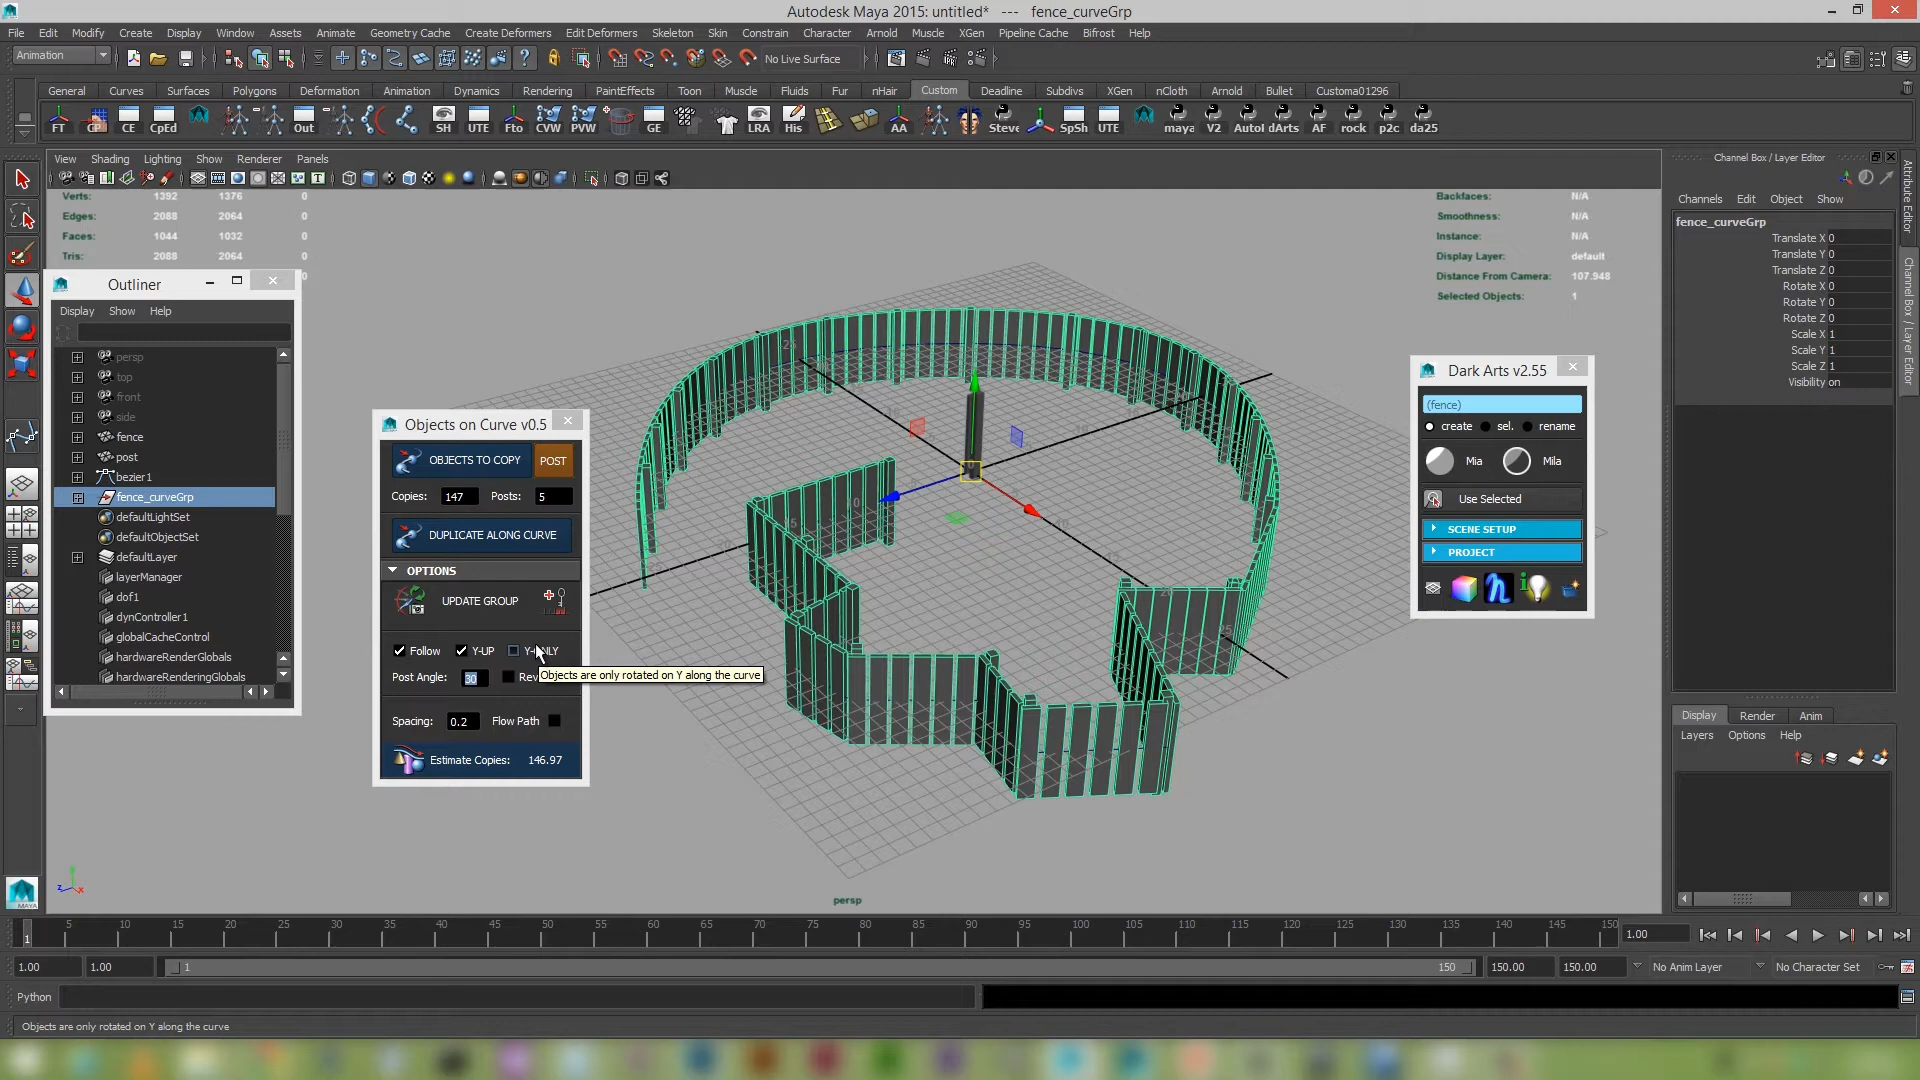 Autodesk Maya 2015: untitled* --- fence_curveGrp
File Edit Modify Create Display Window Assets Animate Geometry Cache Create Deformers Edit Deformers Skeleton Skin Constrain Character Arnold Muscle XGen Pipeline Cache Bifrost Help
Animation
No Live Surface
General Curves Surfaces Polygons Deformation Animation Dynamics Rendering PaintEffects Toon Muscle Fluids Fur nHair Custom Deadline Subdivs XGen nCloth Arnold Bullet Customa01296
FT CP CE CpEd Out SH UTE Fto CVW PVW GE LRA His AA Steve SpSh UTE maya V2 Autol dArts AF rock p2c da25
View Shading Lighting Show Renderer Panels
Verts: 1392 1376 0
Edges: 2088 2064 0
Faces: 1044 1032 0
Tris: 2088 2064 0
0
Backfaces: N/A
Smoothness: N/A
Instance: N/A
Display Layer: default
Distance From Camera: 107.948
Selected Objects: 1
Outliner
Display Show Help
persp
top
front
side
fence
post
bezier1
fence_curveGrp
defaultLightSet
defaultObjectSet
defaultLayer
layerManager
dof1
dynController1
globalCacheControl
hardwareRenderGlobals
hardwareRenderingGlobals
Objects on Curve v0.5
OBJECTS TO COPY POST
Copies: 147 Posts: 5
DUPLICATE ALONG CURVE
OPTIONS
UPDATE GROUP
Follow Y-UP
Post Angle: 30 Rev
Objects are only rotated on Y along the curve
Spacing: 0.2 Flow Path
Estimate Copies: 146.97
Dark Arts v2.55
(fence)
create sel. rename
Mia Mila
Use Selected
SCENE SETUP
PROJECT
persp
Channel Box / Layer Editor
Channels Edit Object Show
fence_curveGrp
Translate X 0
Translate Y 0
Translate Z 0
Rotate X 0
Rotate Y 0
Rotate Z 0
Scale X 1
Scale Y 1
Scale Z 1
Visibility on
Attribute Editor
Channel Box / Layer Editor
Display Render Anim
Layers Options Help
5 10 15 20 25 30 35 40 45 50 55 60 65 70 75 80 85 90 95 100 105 110 115 120 125 130 135 140 145 150
1
1.00
1.00 1.00 1 150 150.00 150.00 No Anim Layer No Character Set
Python
Objects are only rotated on Y along the curve
MAYA